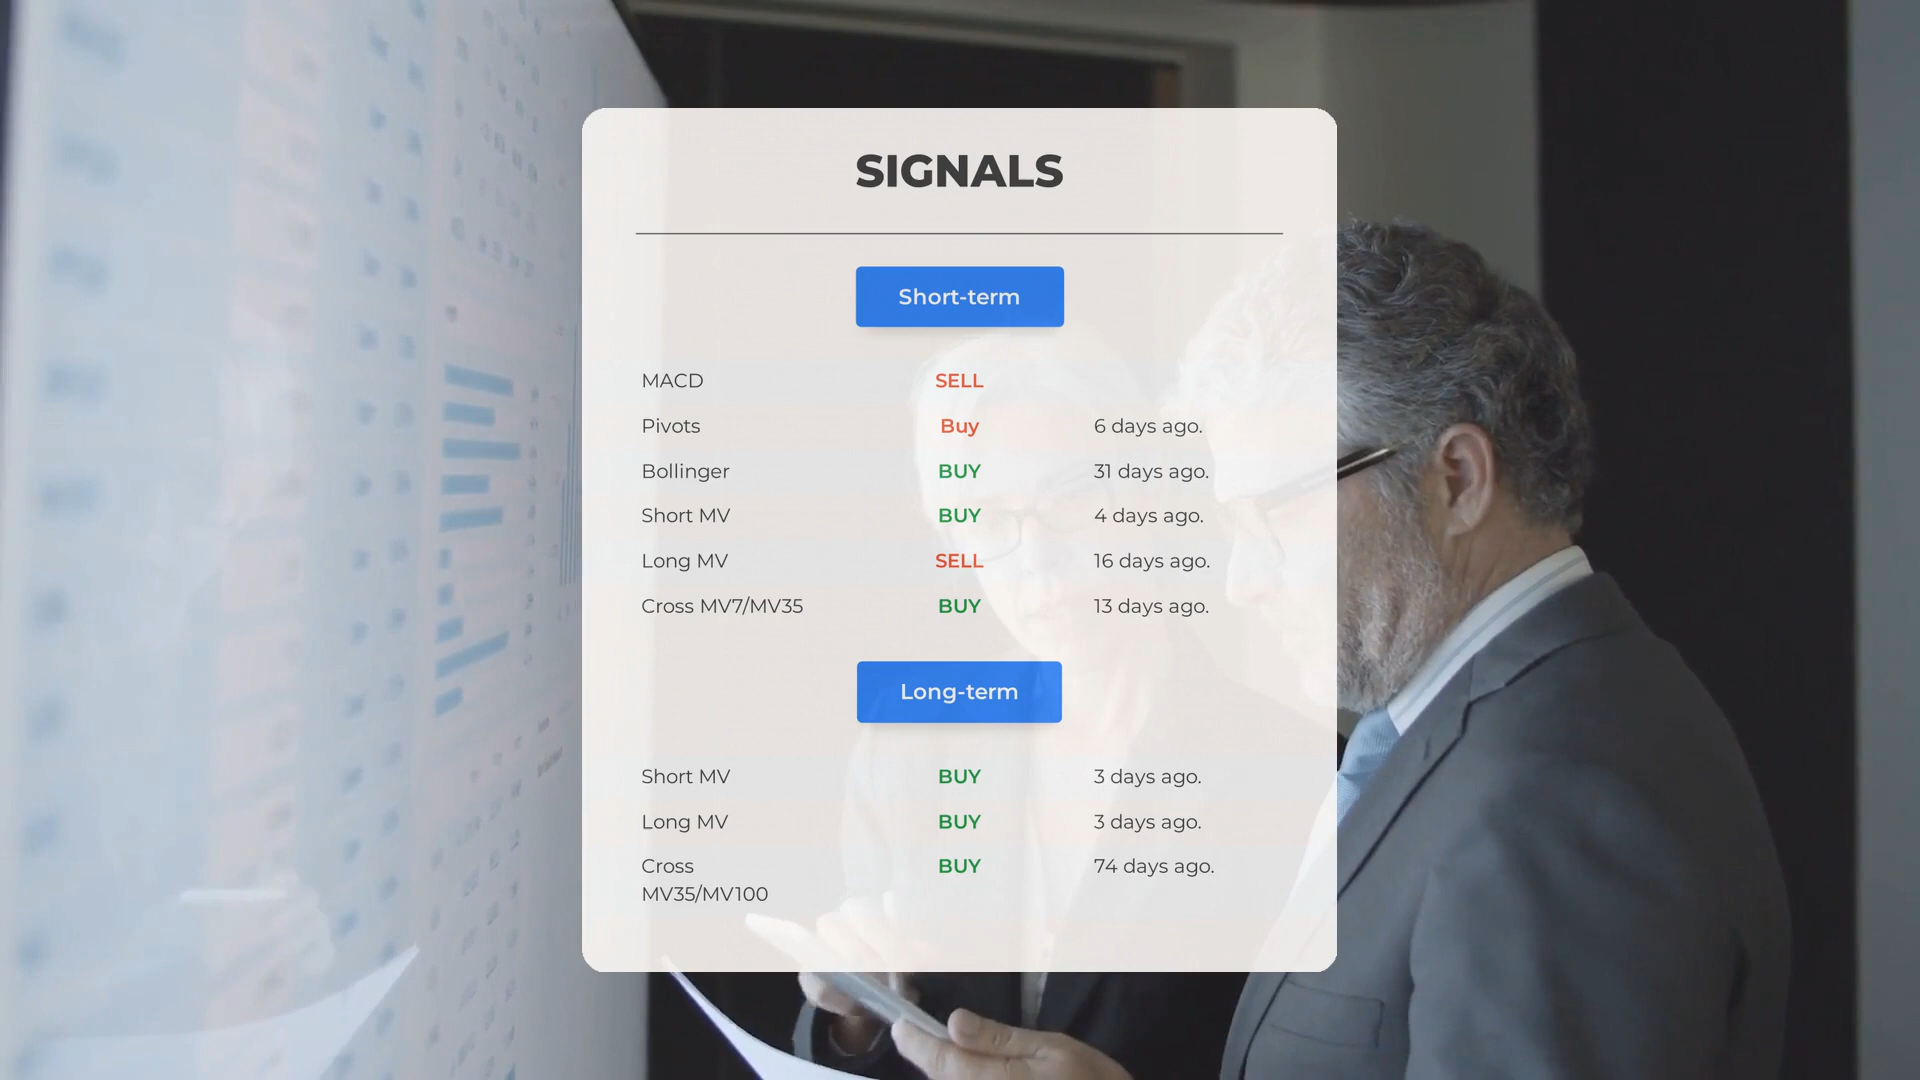 SIGNALS
Short-term
MACD SELL
Pivots Buy 6 days ago.
Bollinger BUY 31 days ago.
Short MV BUY 4 days ago.
Long MV SELL 16 days ago.
Cross MV7/MV35 BUY 13 days ago.
Long-term
Short MV BUY 3 days ago.
Long MV BUY 3 days ago.
Cross BUY 74 days ago.
MV35/MV100